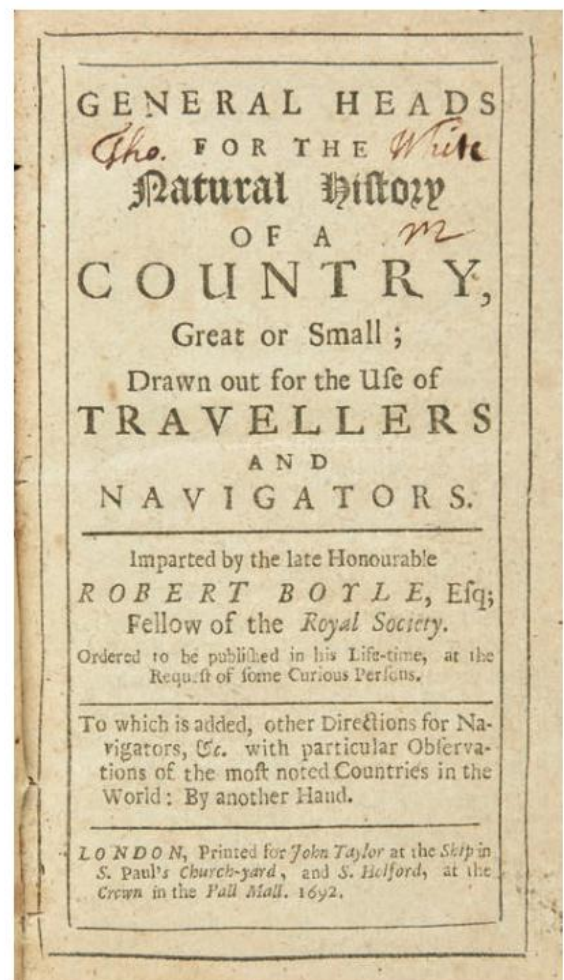 GENERAL HEADS
Tho. FOR THE White
Natural Hiſtory
OF A m
COUNTRY,
Great or Small ;
Drawn out for the Uſe of
TRAVELLERS
AND
NAVIGATORS.
Imparted by the late Honourable
ROBERT BOYLE, Eſq;
Fellow of the Royal Society.
Ordered to be publiſhed in his Life-time, at the
Requeſt of ſome Curious Perſons.
To which is added, other Directions for Na-
vigators, &c. with particular Obſerva-
tions of the moſt noted Countries in the
World: By another Hand.
LONDON, Printed for John Taylor at the Ship in
S. Paul's Church-yard, and S. Holford, at the
Crown in the Pall Mall. 1692.